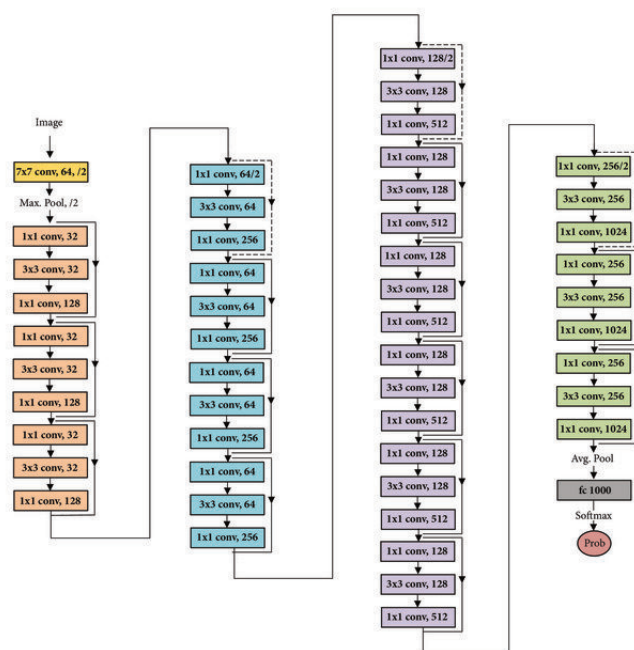 Image
7x7 conv, 64, /2
Max. Pool, /2
1x1 conv, 32
3x3 conv, 32
1x1 conv, 128
1x1 conv, 32
3x3 conv, 32
1x1 conv, 128
1x1 conv, 32
3x3 conv, 32
1x1 conv, 128
1x1 conv, 64/2
3x3 conv, 64
1x1 conv, 256
1x1 conv, 64
3x3 conv, 64
1x1 conv, 256
1x1 conv, 64
3x3 conv, 64
1x1 conv, 256
1x1 conv, 64
3x3 conv, 64
1x1 conv, 256
1x1 conv, 128/2
3x3 conv, 128
1x1 conv, 512
1x1 conv, 128
3x3 conv, 128
1x1 conv, 512
1x1 conv, 128
3x3 conv, 128
1x1 conv, 512
1x1 conv, 128
3x3 conv, 128
1x1 conv, 512
1x1 conv, 128
3x3 conv, 128
1x1 conv, 512
1x1 conv, 128
3x3 conv, 128
1x1 conv, 512
1x1 conv, 256/2
3x3 conv, 256
1x1 conv, 1024
1x1 conv, 256
3x3 conv, 256
1x1 conv, 1024
1x1 conv, 256
3x3 conv, 256
1x1 conv, 1024
Avg. Pool
fc 1000
Softmax
Prob